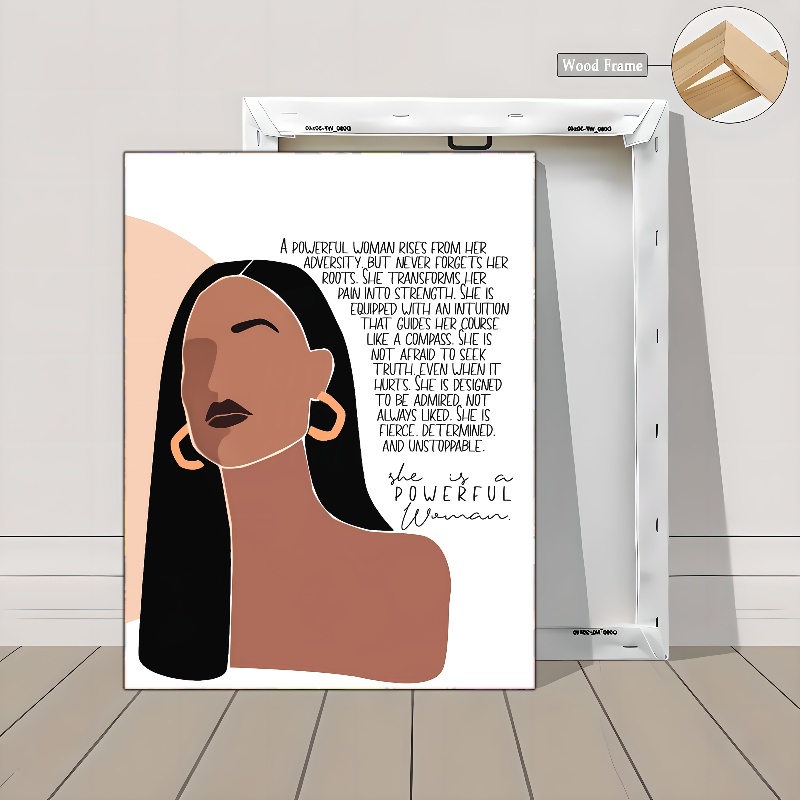 Wood Frame
A POWERFUL WOMAN RISES FROM HER
ADVERSITY, BUT NEVER FORGETS HER
ROOTS. SHE TRANSFORMS HER
PAIN INTO STRENGTH. SHE IS
EQUIPPED WITH AN INTUITION
THAT GUIDES HER COURSE
LIKE A COMPASS. SHE IS
NOT AFRAID TO SEEK
TRUTH, EVEN WHEN IT
HURTS. SHE IS DESIGNED
TO BE ADMIRED, NOT
ALWAYS LIKED. SHE IS
FIERCE. DETERMINED.
AND UNSTOPPABLE.
she is a
POWERFUL
Woman.